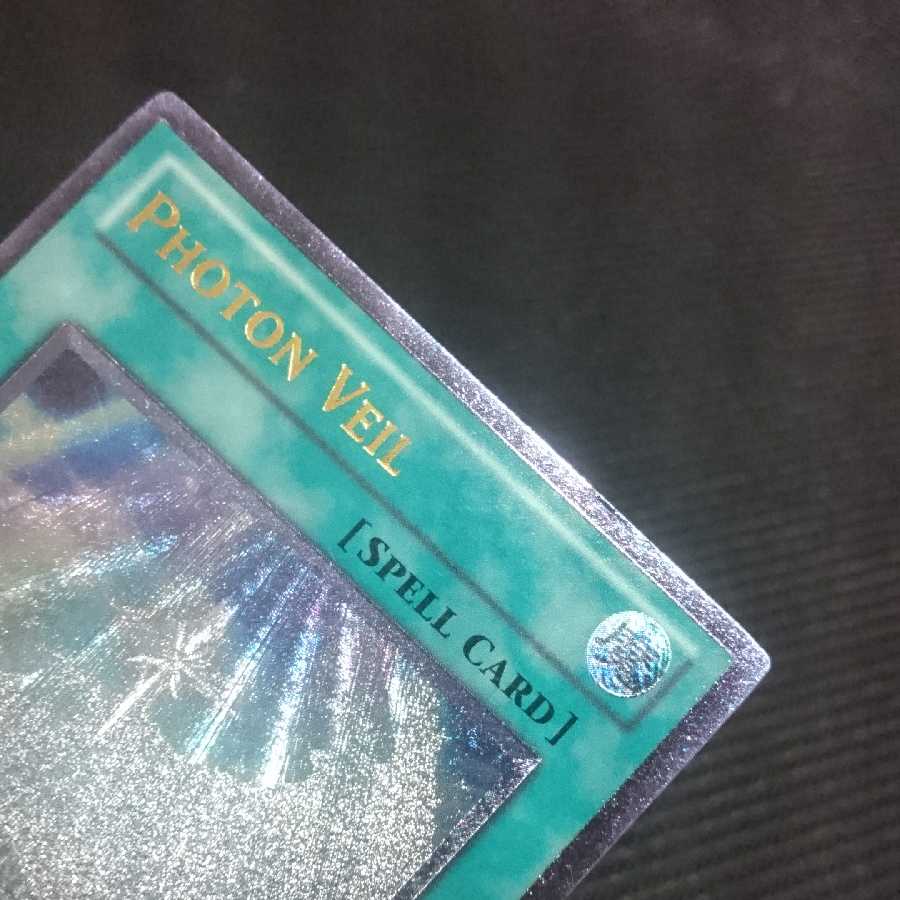 PHOTON VEIL
[SPELL CARD]